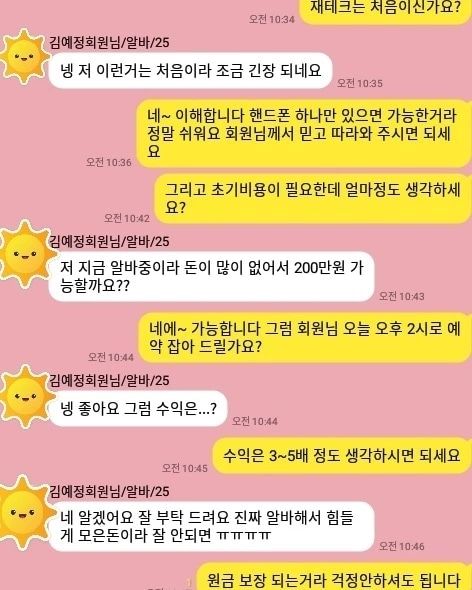 재테크는 처음이신가요?
오전 10:34
김예정회원님/알바/25
넹 저 이런거는 처음이라 조금 긴장 되네요
오전 10:35
네~ 이해합니다 핸드폰 하나만 있으면 가능한거라
정말 쉬워요 회원님께서 믿고 따라와 주시면 되세
요
오전 10:36
그리고 초기비용이 필요한데 얼마정도 생각하세
요?
오전 10:42
김예정회원님/알바/25
저 지금 알바중이라 돈이 많이 없어서 200만원 가
능할까요??
오전 10:43
네에~ 가능합니다 그럼 회원님 오늘 오후 2시로 예
약 잡아 드릴가요?
오전 10:44
김예정회원님/알바/25
넹 좋아요 그럼 수익은...?
오전 10:44
수익은 3~5배 정도 생각하시면 되세요
오전 10:45
김예정회원님/알바/25
네 알겠어요 잘 부탁 드려요 진짜 알바해서 힘들
게 모은돈이라 잘 안되면 ㅠㅠㅠㅠ
오전 10:46
1
원금 보장 되는거라 걱정안하셔도 됩니다